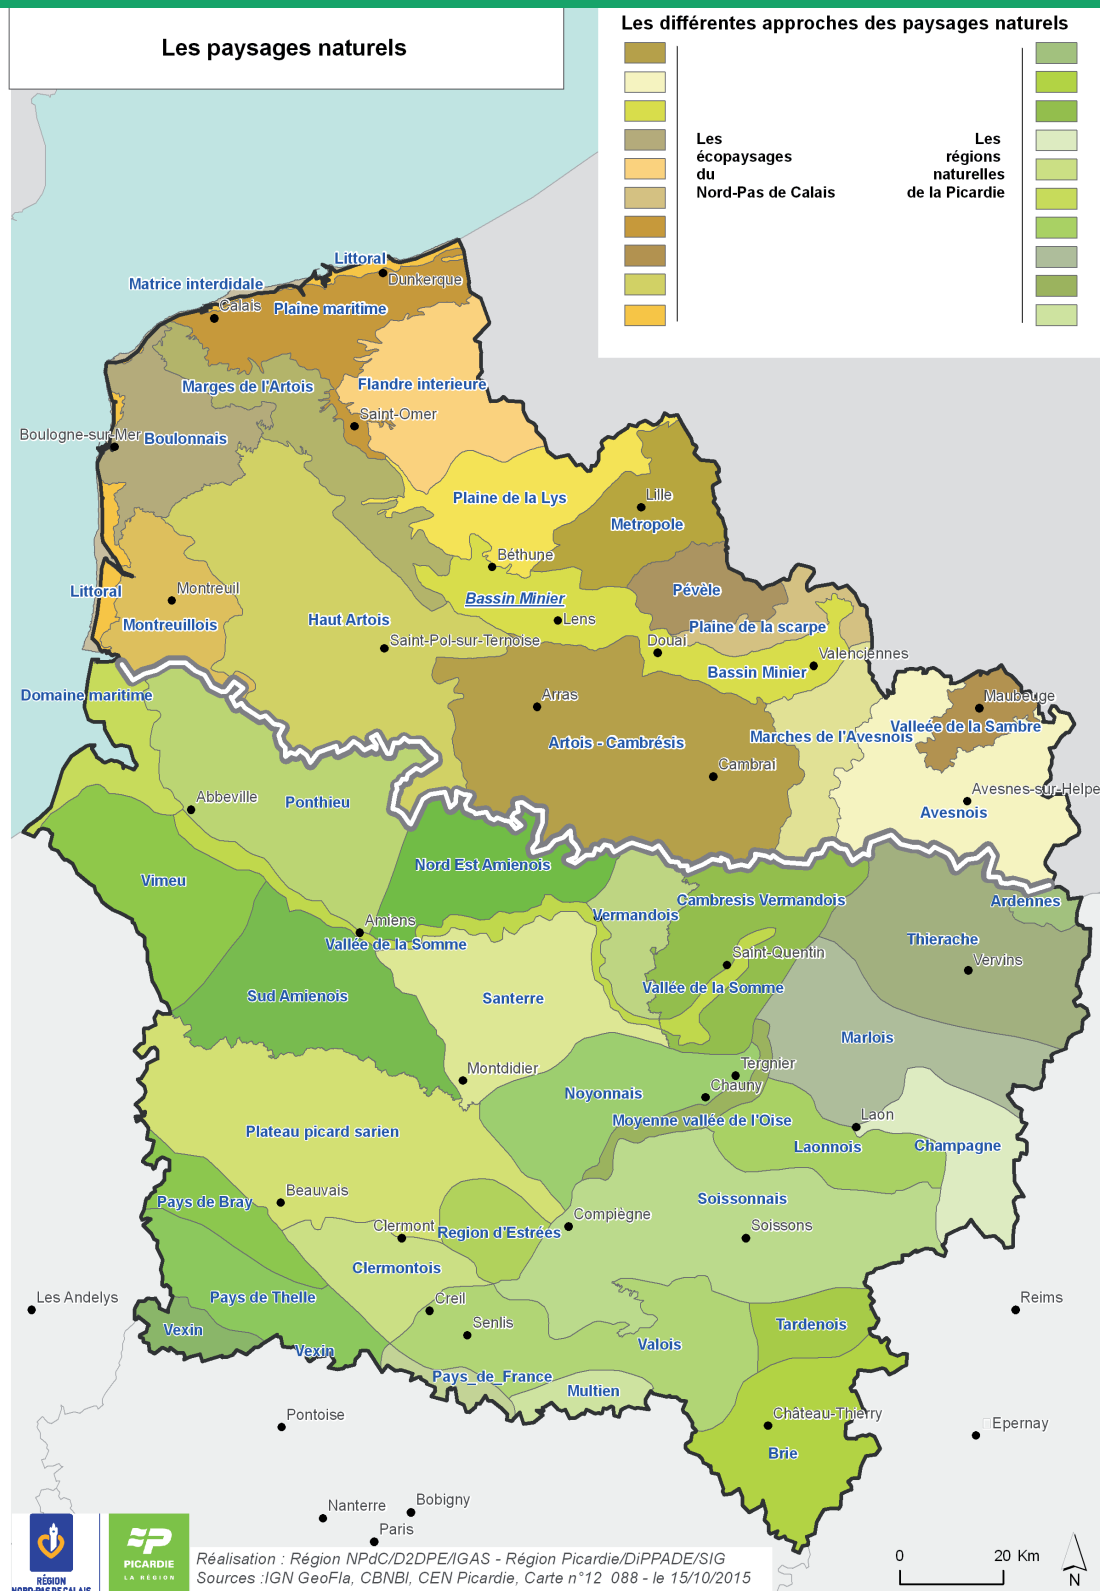 Les paysages naturels
Les différentes approches des paysages naturels
Les
écopaysages
du
Nord-Pas de Calais
Les
régions
naturelles
de la Picardie
Littoral
Dunkerque
Matrice interdidale
Calais
Plaine maritime
Marges de l'Artois
Flandre interieure
Saint-Omer
Boulogne-sur-Mer
Boulonnais
Plaine de la Lys
Lille
Metropole
Béthune
Littoral
Montreuil
Bassin Minier
Pévèle
Montreuillois
Haut Artois
Lens
Plaine de la scarpe
Saint-Pol-sur-Ternoise
Douai
Valenciennes
Bassin Minier
Domaine maritime
Arras
Maubeuge
Valleée de la Sambre
Artois - Cambrésis
Marches de l'Avesnois
Cambrai
Avesnes-sur-Helpe
Abbeville
Ponthieu
Avesnois
Nord Est Amienois
Vimeu
Cambresis Vermandois
Ardennes
Vermandois
Amiens
Vallée de la Somme
Thierache
Saint-Quentin
Vervins
Vallée de la Somme
Sud Amienois
Santerre
Marlois
Montdidier
Tergnier
Chauny
Noyonnais
Laon
Moyenne vallée de l'Oise
Plateau picard sarien
Laonnois
Champagne
Beauvais
Pays de Bray
Soissonnais
Compiègne
Clermont
Region d'Estrées
Soissons
Clermontois
Les Andelys
Pays de Thelle
Creil
Reims
Senlis
Tardenois
Vexin
Vexin
Valois
Pays_de_France
Multien
Pontoise
Château-Thierry
Epernay
Brie
Nanterre
Bobigny
Paris
PICARDIE
LA RÉGION
RÉGION
NORD-PAS DE CALAIS
Réalisation : Région NPdC/D2DPE/IGAS - Région Picardie/DiPPADE/SIG
Sources :IGN GeoFla, CBNBI, CEN Picardie, Carte n°12 088 - le 15/10/2015
0 20 Km
N